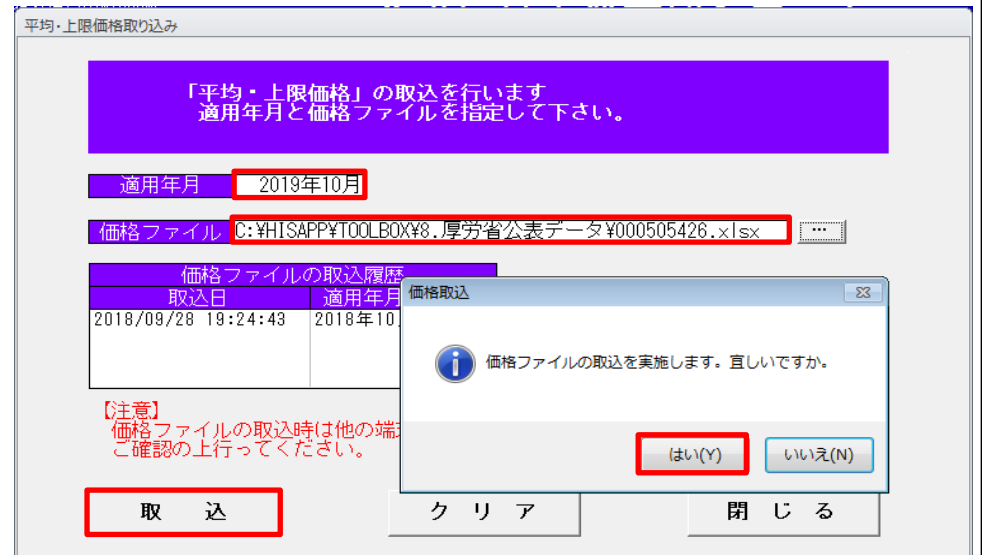 平均・上限価格取り込み
「平均・上限価格」の取込を行います
適用年月と価格ファイルを指定して下さい。
適用年月 2019年10月
価格ファイル C:¥HISAPP¥TOOLBOX¥8.厚労省公表データ¥000505426.xlsx ...
価格ファイルの取込履歴
取込日 適用年月
2018/09/28 19:24:43 2018年10
価格取込
価格ファイルの取込を実施します。宜しいですか。
はい(Y) いいえ(N)
【注意】
価格ファイルの取込時は他の端
ご確認の上行ってください。
取 込 ク リ ア 閉 じ る